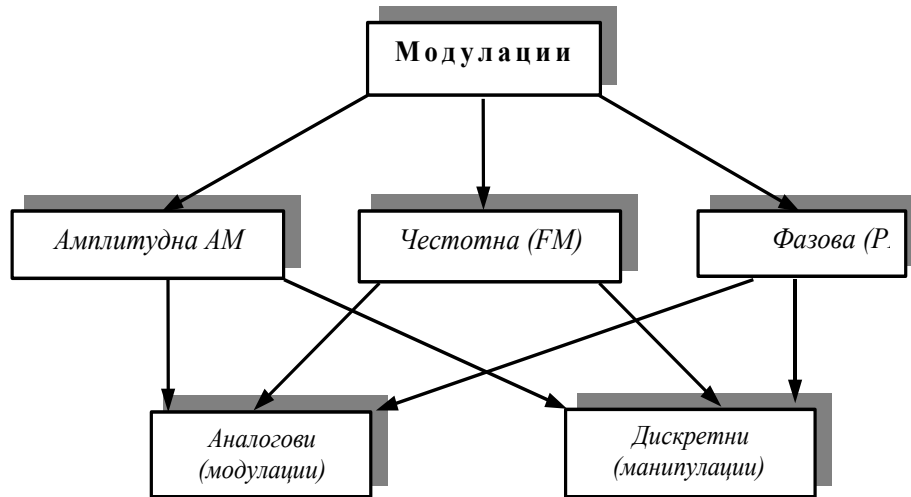 Модулации
Амплитудна АМ
Честотна (FM)
Фазова (P
Аналогови
(модулации)
Дискретни
(манипулации)